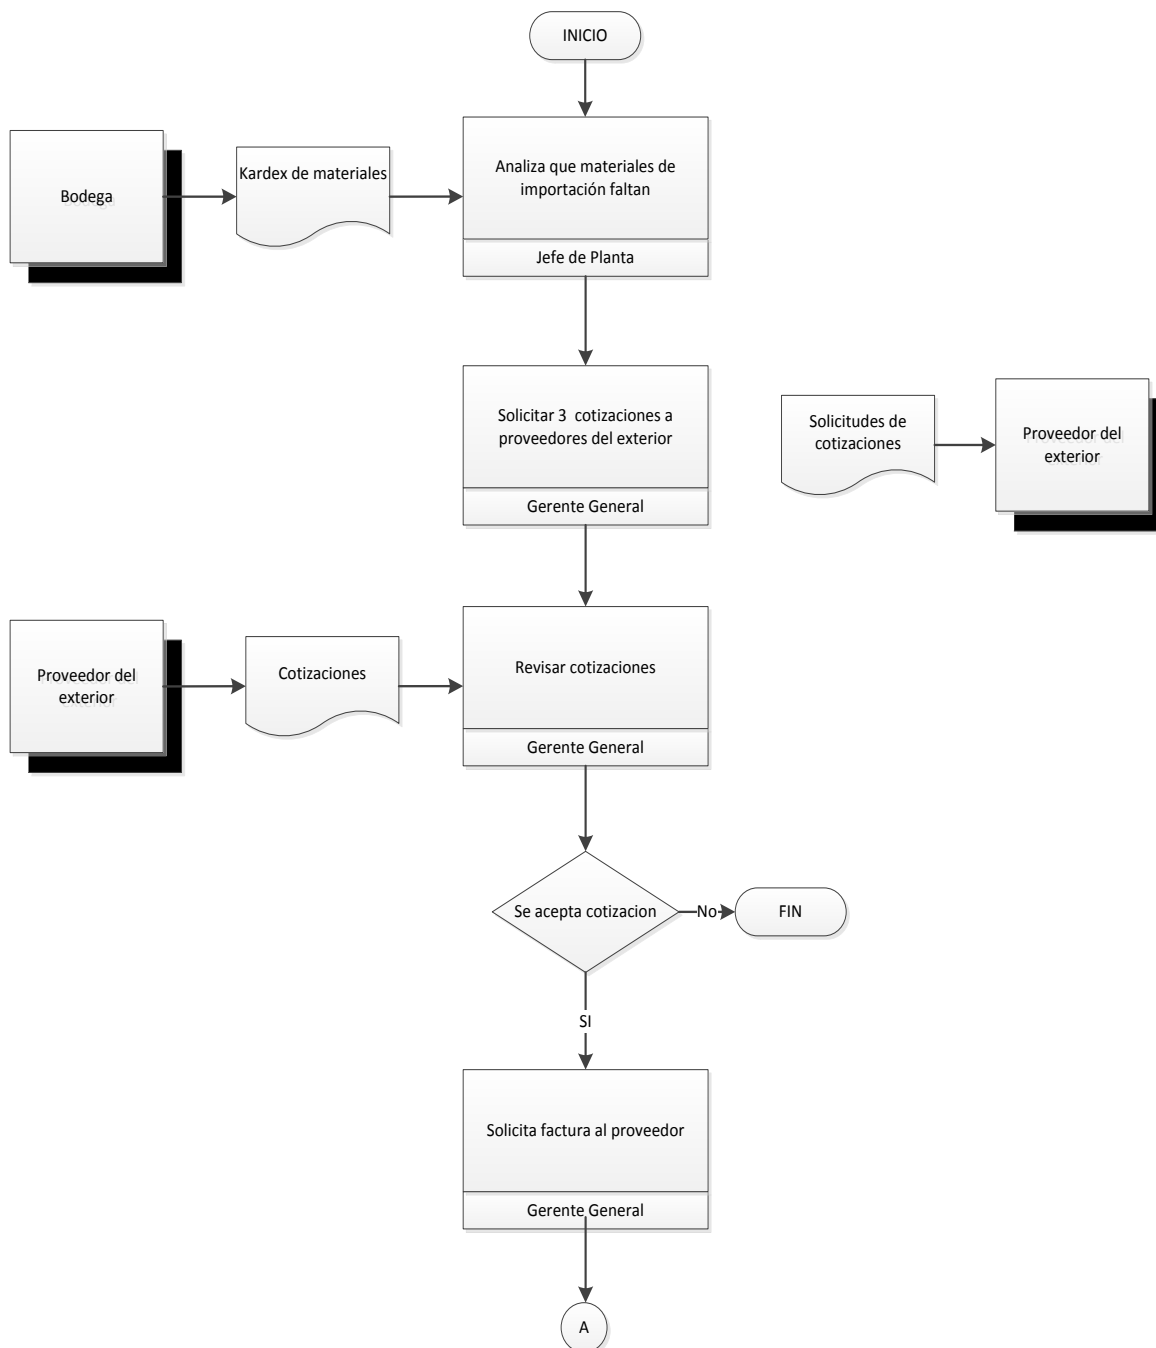 INICIO
Bodega
Kardex de materiales
Analiza que materiales de
importación faltan
Jefe de Planta
Solicitar 3  cotizaciones a
proveedores del exterior
Gerente General
Solicitudes de
cotizaciones
Proveedor del
exterior
Proveedor del
exterior
Cotizaciones
Revisar cotizaciones
Gerente General
Se acepta cotizacion
No
FIN
SI
Solicita factura al proveedor
Gerente General
A